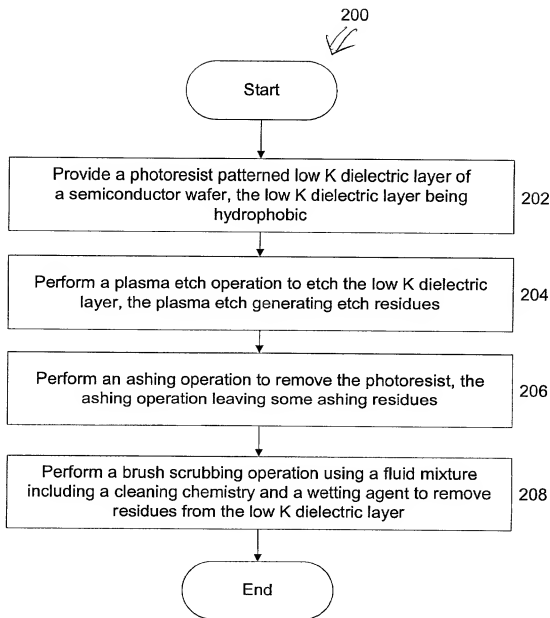 200
Start
Provide a photoresist patterned low K dielectric layer of
a semiconductor wafer, the low K dielectric layer being
hydrophobic
202
Perform a plasma etch operation to etch the low K dielectric
layer, the plasma etch generating etch residues
204
Perform an ashing operation to remove the photoresist, the
ashing operation leaving some ashing residues
206
Perform a brush scrubbing operation using a fluid mixture
including a cleaning chemistry and a wetting agent to remove
residues from the low K dielectric layer
208
End